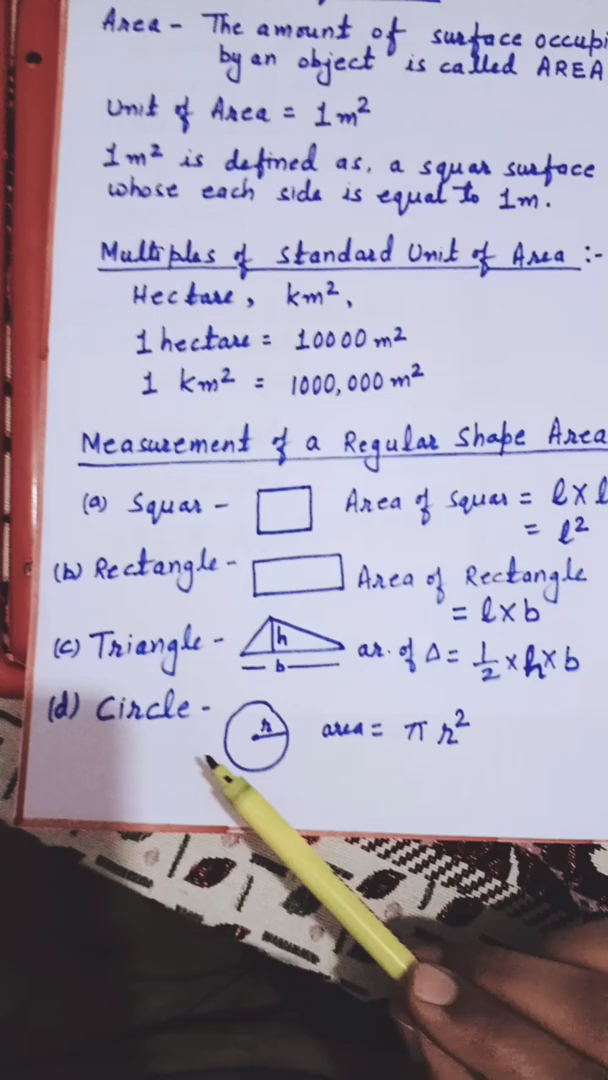 Area - The amount of surface occupi
by an object is called AREA
Unit of Area = 1m²
1m² is defined as, a squar surface
whose each side is equal to 1m.
Multiples of Standard Unit of Area :-
Hectare, km²,
1 hectare = 10000 m²
1 km² = 1000,000 m²
Measurement of a Regular Shape Area
(a) Squar - Area of Squar = l x l
= l²
(b) Rectangle - Area of Rectangle
= l x b
(c) Triangle - h b ar. of Δ = 1/2 x h x b
(d) Circle - r area = π r²